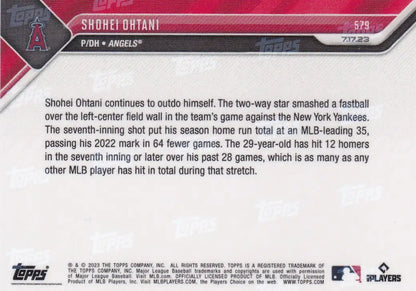 Topps
SHOHEI OHTANI
579
P/DH • ANGELS®
7.17.23
Shohei Ohtani continues to outdo himself. The two-way star smashed a fastball
over the left-center field wall in the team's game against the New York Yankees.
The seventh-inning shot put his season home run total at an MLB-leading 35,
passing his 2022 mark in 64 fewer games. The 29-year-old has hit 12 homers
in the seventh inning or later over his past 28 games, which is as many as any
other MLB player has hit in total during that stretch.
Topps
® & © 2023 THE TOPPS COMPANY, INC. ALL RIGHTS RESERVED. TOPPS IS A REGISTERED TRADEMARK OF
THE TOPPS COMPANY, INC. Major League Baseball trademarks and copyrights are used with permission
of Major League Baseball. Visit MLB.com. OFFICIALLY LICENSED PRODUCT OF MLB. Officially Licensed
Product of MLB Players, Inc. Visit MLBPLAYERS.COM, the Players Choice on the web. WWW.TOPPS.COM
MLB PLAYERS